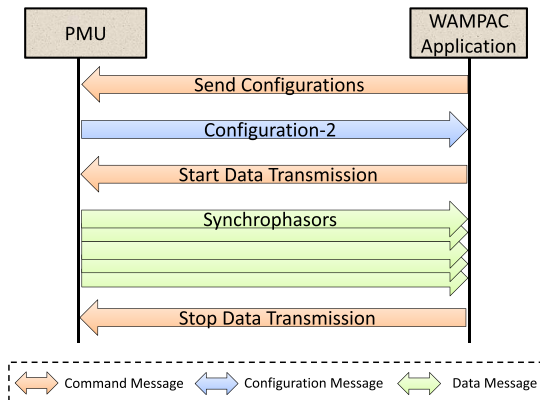 PMU
WAMPAC
Application
Send Configurations
Configuration-2
Start Data Transmission
Synchrophasors
Stop Data Transmission
Command Message
Configuration Message
Data Message